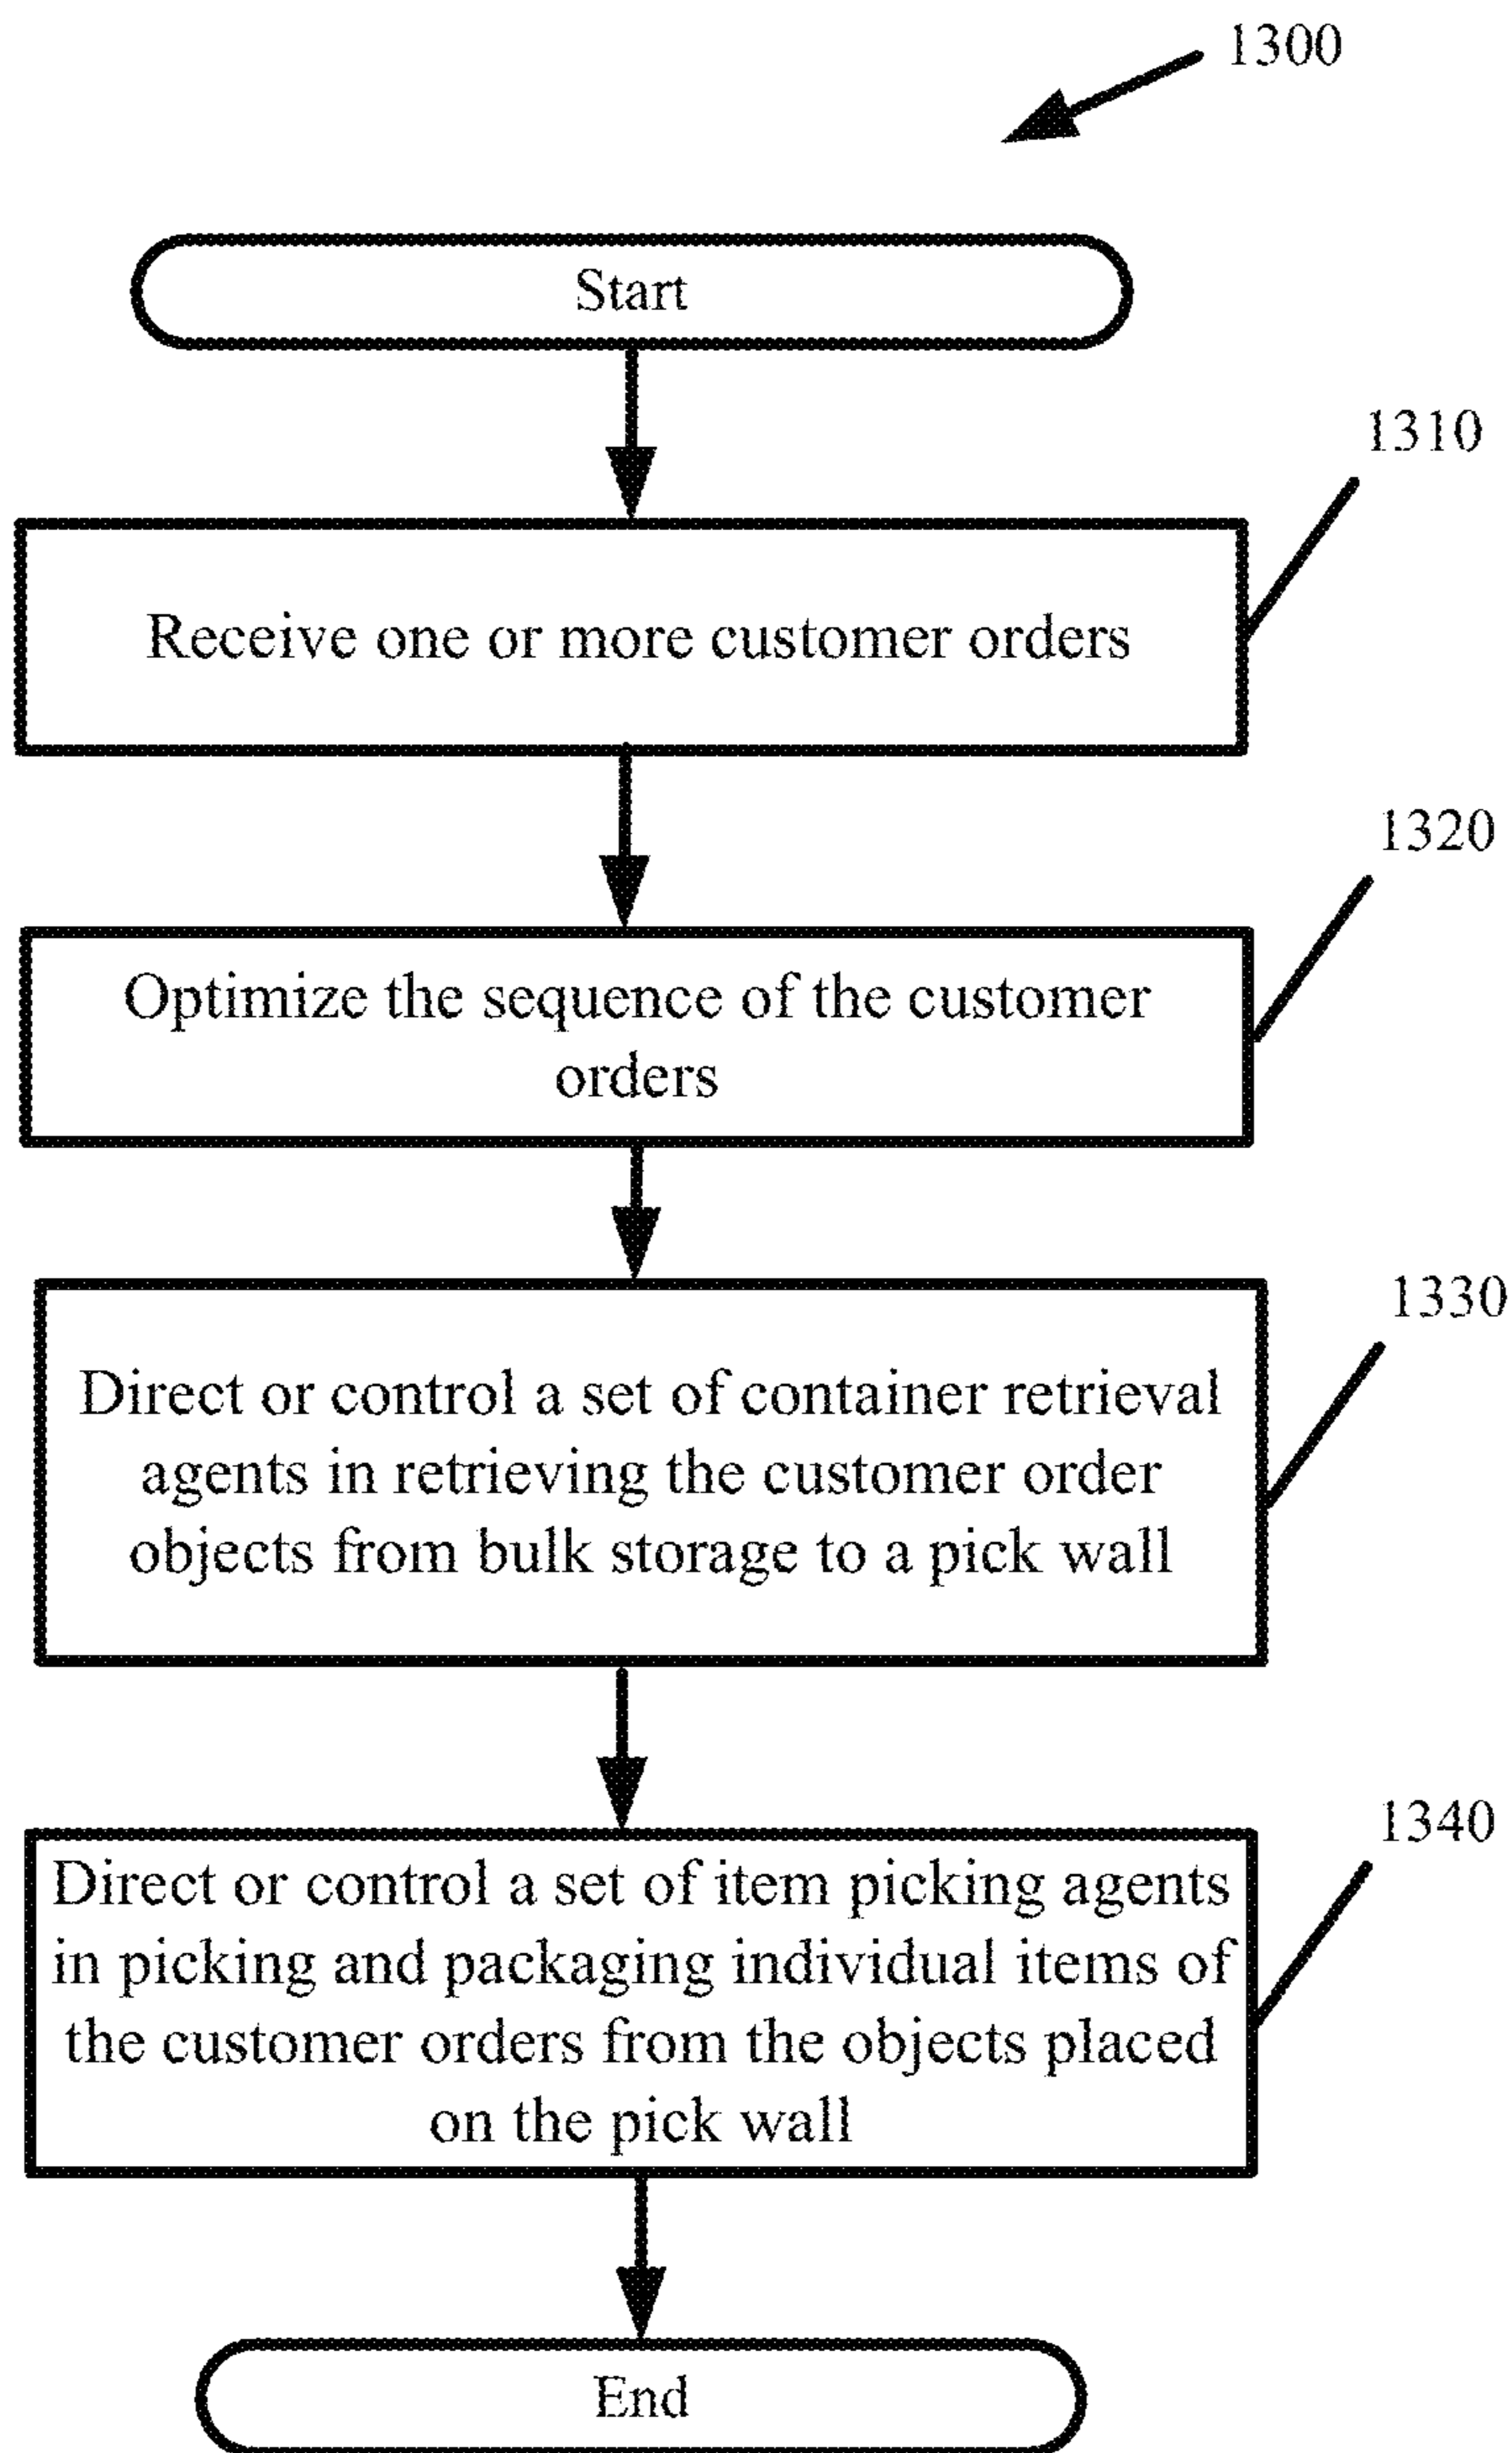 1300
Start
1310
Receive one or more customer orders
1320
Optimize the sequence of the customer
orders
1330
Direct or control a set of container retrieval
agents in retrieving the customer order
objects from bulk storage to a pick wall
1340
Direct or control a set of item picking agents
in picking and packaging individual items of
the customer orders from the objects placed
on the pick wall
End